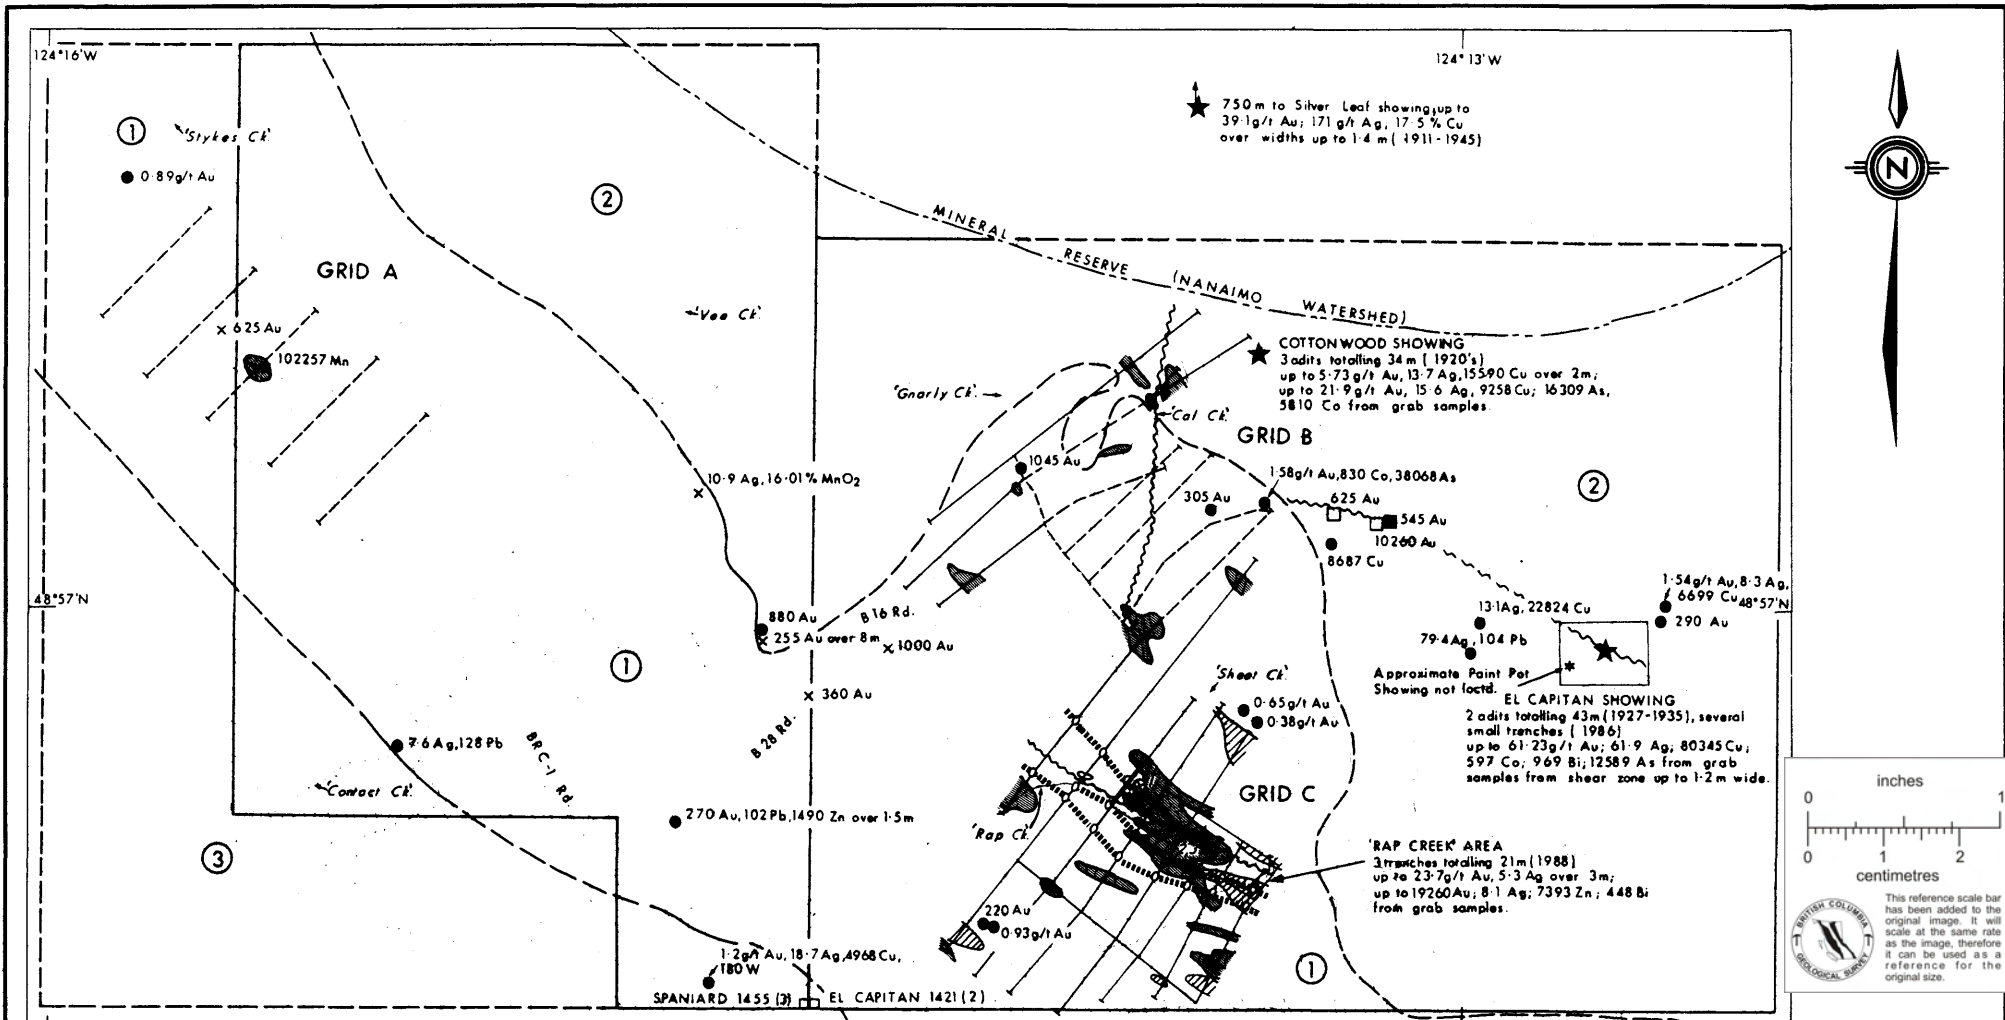 124°16'W
124°13'W
750m to Silver Leaf showing, up to
39·1g/t Au; 171 g/t Ag, 17·5 % Cu
over widths up to 1·4 m ( 1911-1945)
1
'Stykes Ck.'
0·89g/t Au
2
MINERAL RESERVE (NANAIMO WATERSHED)
GRID A
'Vee Ck.'
625 Au
102257 Mn
COTTONWOOD SHOWING
3 adits totalling 34 m ( 1920's)
up to 5·73 g/t Au, 13·7 Ag, 15590 Cu over 2m;
up to 21·9g/t Au, 15·6 Ag, 9258 Cu; 16309 As,
5810 Co from grab samples.
'Gnarly Ck.'
'Cal Ck.'
GRID B
1045 Au
10·9 Ag, 16·01% MnO2
1·58g/t Au, 830 Co, 38068 As
305 Au
625 Au
2
545 Au
10260 Au
8687 Cu
48°57'N
1·54g/t Au, 8·3 Ag,
6699 Cu
48°57'N
290 Au
13·1Ag, 22824 Cu
79·4Ag, 104 Pb
B 16 Rd.
880 Au
255 Au over 8m
1000 Au
1
360 Au
'Sheet Ck.'
Approximate Paint Pot
Showing not loctd.
EL CAPITAN SHOWING
2 adits totalling 43m (1927-1935), several
small trenches ( 1986)
up to 61·23g/t Au; 61·9 Ag; 80345 Cu;
597 Co; 969 Bi; 12589 As from grab
samples from shear zone up to 1·2 m wide.
0·65g/t Au
0·38g/t Au
B 28 Rd.
BRC-1 Rd.
7·6 Ag, 128 Pb
'Contact Ck.'
GRID C
270 Au, 102 Pb, 1490 Zn over 1·5m
'Rap Ck.'
'RAP CREEK' AREA
3 trenches totalling 21m (1988)
up to 23·7g/t Au, 5·3 Ag over 3m;
up to 19260 Au; 8·1 Ag; 7393 Zn; 448 Bi
from grab samples.
3
220 Au
0·93g/t Au
1·2g/t Au, 18·7 Ag, 4968 Cu,
180 W
1
SPANIARD 1455 (3)
EL CAPITAN 1421 (2)
N
inches
0 1
0 1 2
centimetres
This reference scale bar
has been added to the
original image. It will
scale at the same rate
as the image, therefore
it can be used as a
reference for the
original size.
BRITISH COLUMBIA
GEOLOGICAL SURVEY